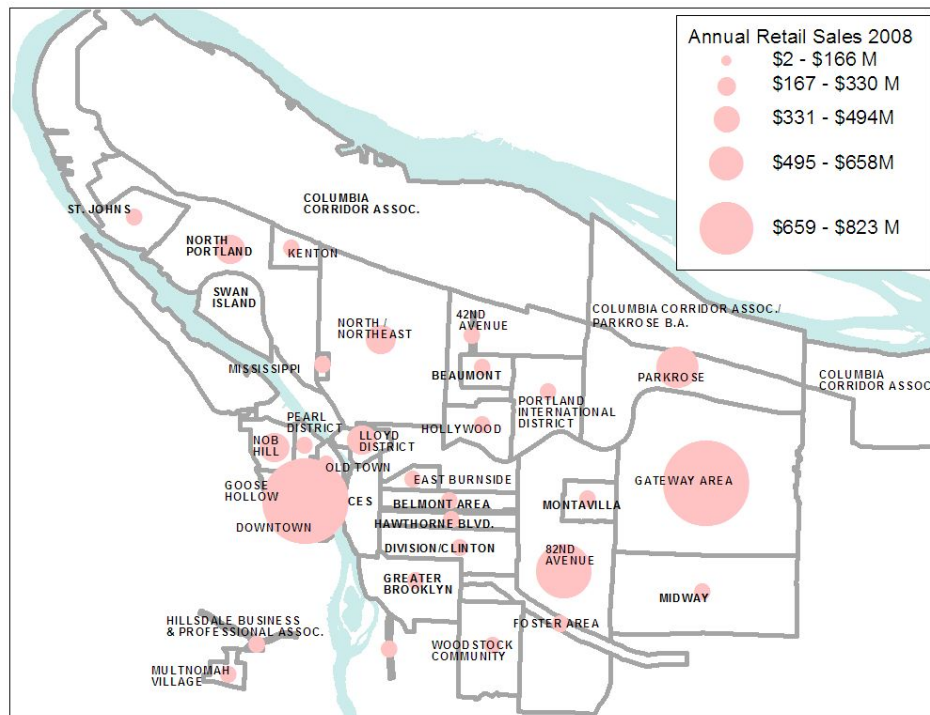 Annual Retail Sales 2008
$2 - $166 M
$167 - $330 M
$331 - $494M
$495 - $658M
$659 - $823 M
COLUMBIA
CORRIDOR ASSOC.
ST. JOHNS
NORTH
PORTLAND
KENTON
SWAN
ISLAND
NORTH /
NORTHEAST
42ND
AVENUE
COLUMBIA CORRIDOR ASSOC./
PARKROSE B.A.
MISSISSIPPI
BEAUMONT
PARKROSE
COLUMBIA
CORRIDOR ASSOC
PORTLAND
INTERNATIONAL
DISTRICT
PEARL
DISTRICT
HOLLYWOOD
NOB
HILL
LLOYD
DISTRICT
OLD TOWN
EAST BURNSIDE
GATEWAY AREA
GOOSE
HOLLOW
CES
BELMONT AREA
MONTAVILLA
DOWNTOWN
HAWTHORNE BLVD.
DIVISION/CLINTON
82ND
AVENUE
GREATER
BROOKLYN
MIDWAY
HILLSDALE BUSINESS
& PROFESSIONAL ASSOC.
FOSTER AREA
WOODSTOCK
COMMUNITY
MULTNOMAH
VILLAGE